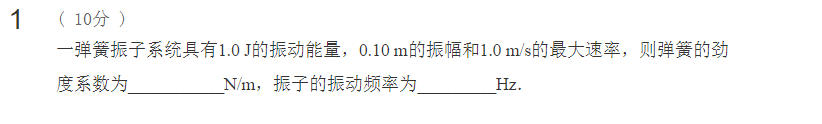 1 （ 10分 ）
一弹簧振子系统具有1.0 J的振动能量，0.10 m的振幅和1.0 m/s的最大速率，则弹簧的劲
度系数为__________N/m，振子的振动频率为________Hz．